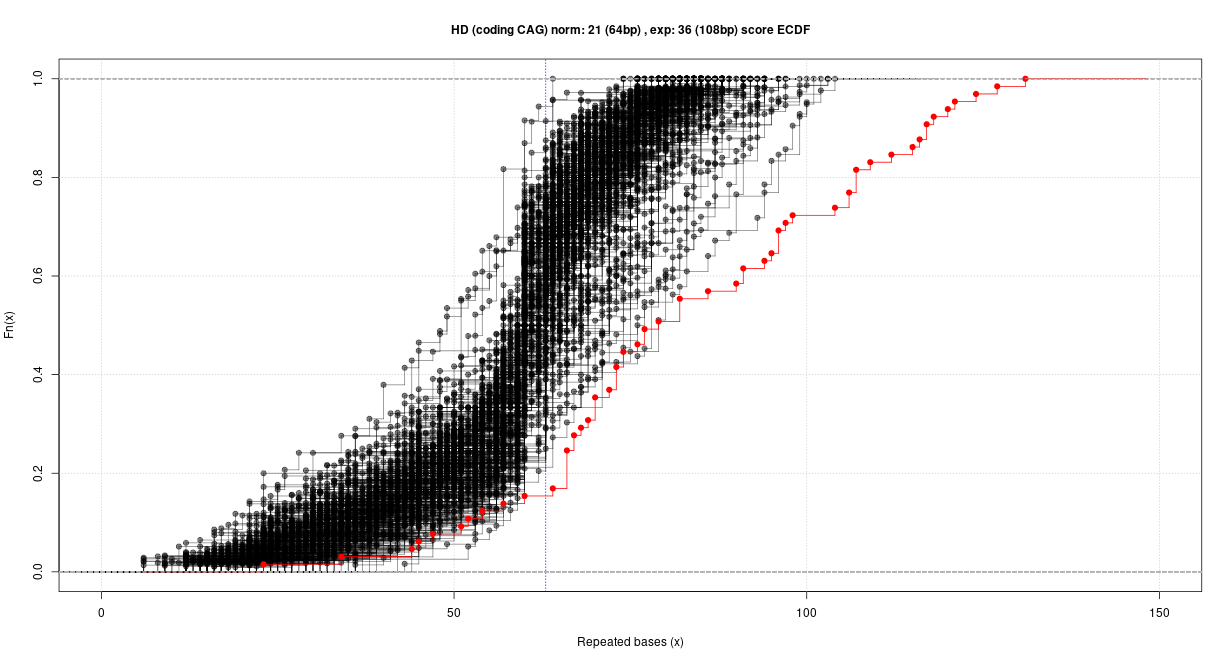 HD (coding CAG) norm: 21 (64bp) , exp: 36 (108bp) score ECDF
1.0
0.8
0.6
0.4
0.2
0.0
Fn(x)
0 50 100 150
Repeated bases (x)